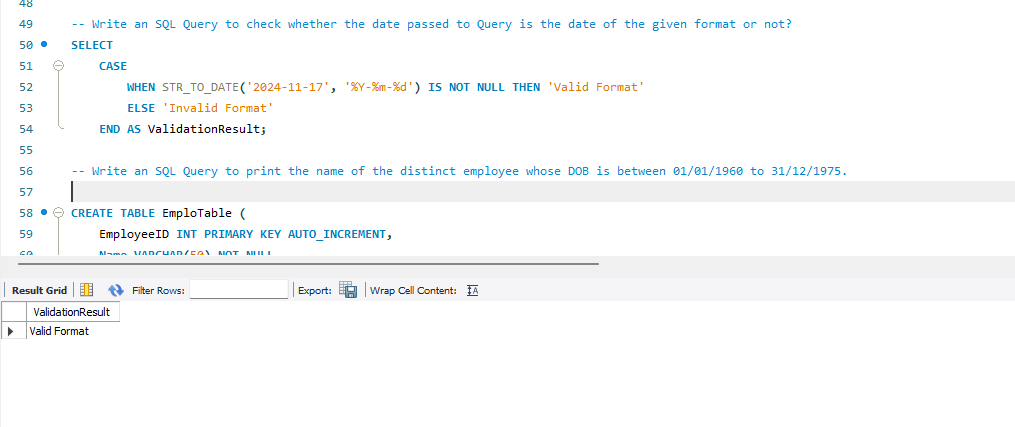 48
49 -- Write an SQL Query to check whether the date passed to Query is the date of the given format or not?
50 SELECT
51 CASE
52 WHEN STR_TO_DATE('2024-11-17', '%Y-%m-%d') IS NOT NULL THEN 'Valid Format'
53 ELSE 'Invalid Format'
54 END AS ValidationResult;
55
56 -- Write an SQL Query to print the name of the distinct employee whose DOB is between 01/01/1960 to 31/12/1975.
57
58 CREATE TABLE EmploTable (
59 EmployeeID INT PRIMARY KEY AUTO_INCREMENT,
60 Name VARCHAR(50) NOT NULL
Result Grid Filter Rows: Export: Wrap Cell Content:
ValidationResult
Valid Format